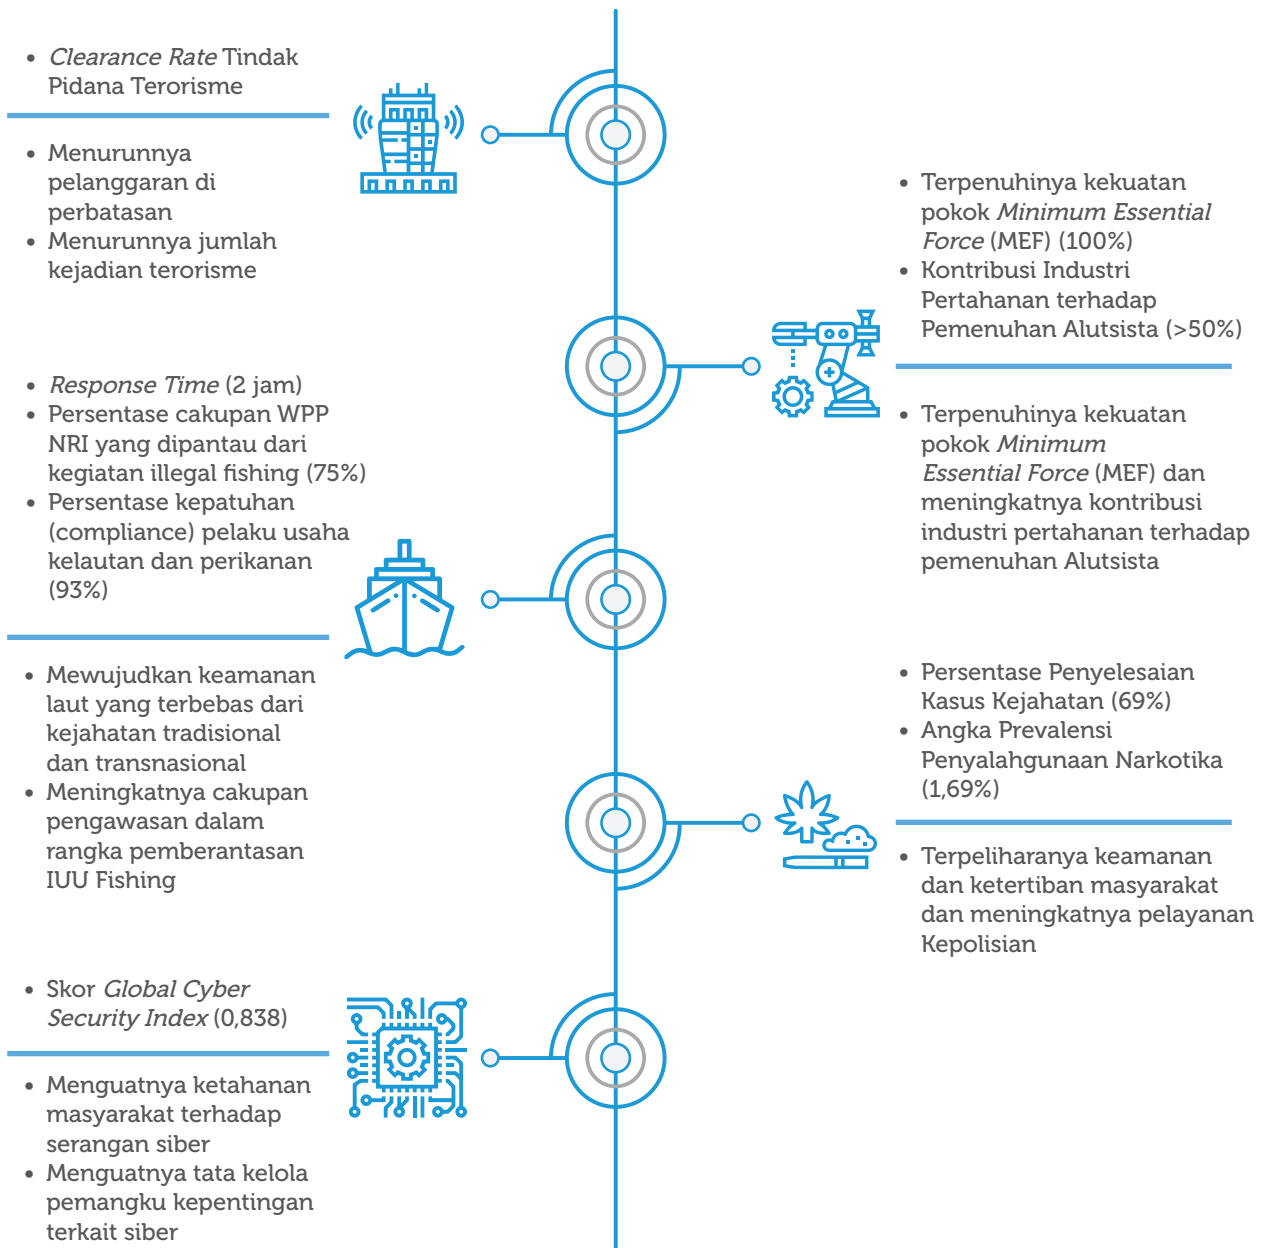 • Clearance Rate Tindak
Pidana Terorisme
• Menurunnya
pelanggaran di
perbatasan
• Menurunnya jumlah
kejadian terorisme
• Terpenuhinya kekuatan
pokok Minimum Essential
Force (MEF) (100%)
• Kontribusi Industri
Pertahanan terhadap
Pemenuhan Alutsista (>50%)
• Terpenuhinya kekuatan
pokok Minimum
Essential Force (MEF) dan
meningkatnya kontribusi
industri pertahanan terhadap
pemenuhan Alutsista
• Response Time (2 jam)
• Persentase cakupan WPP
NRI yang dipantau dari
kegiatan illegal fishing (75%)
• Persentase kepatuhan
(compliance) pelaku usaha
kelautan dan perikanan
(93%)
• Mewujudkan keamanan
laut yang terbebas dari
kejahatan tradisional
dan transnasional
• Meningkatnya cakupan
pengawasan dalam
rangka pemberantasan
IUU Fishing
• Persentase Penyelesaian
Kasus Kejahatan (69%)
• Angka Prevalensi
Penyalahgunaan Narkotika
(1,69%)
• Terpeliharanya keamanan
dan ketertiban masyarakat
dan meningkatnya pelayanan
Kepolisian
• Skor Global Cyber
Security Index (0,838)
• Menguatnya ketahanan
masyarakat terhadap
serangan siber
• Menguatnya tata kelola
pemangku kepentingan
terkait siber